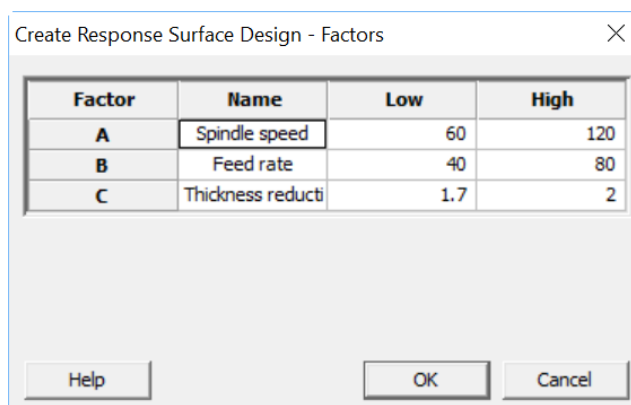 Create Response Surface Design - Factors
Factor Name Low High
A Spindle speed 60 120
B Feed rate 40 80
C Thickness reducti 1.7 2
Help OK Cancel